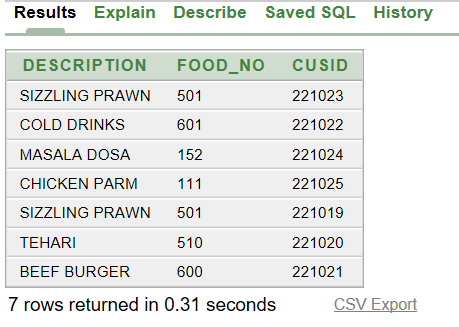 Results Explain Describe Saved SQL History
DESCRIPTION FOOD_NO CUSID
SIZZLING PRAWN 501 221023
COLD DRINKS 601 221022
MASALA DOSA 152 221024
CHICKEN PARM 111 221025
SIZZLING PRAWN 501 221019
TEHARI 510 221020
BEEF BURGER 600 221021
7 rows returned in 0.31 seconds CSV Export